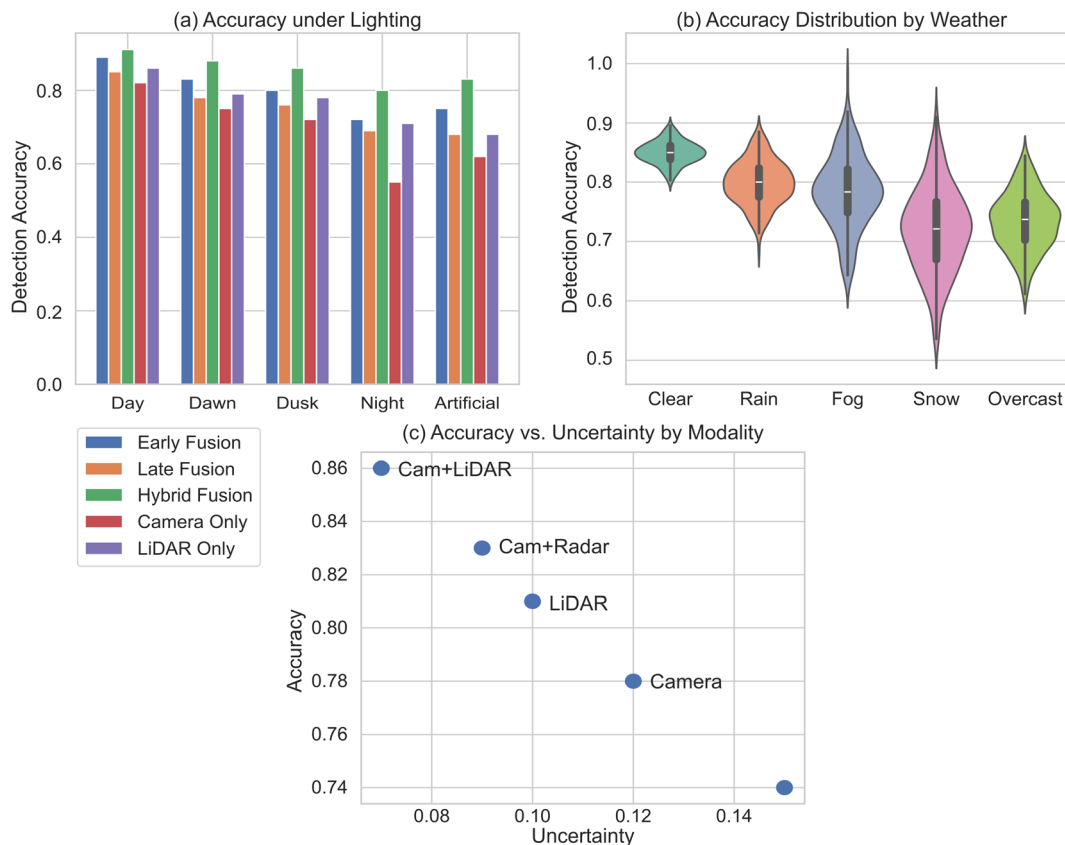 (a) Accuracy under Lighting
Detection Accuracy
0.8
0.6
0.4
0.2
0.0
Day Dawn Dusk Night Artificial
(b) Accuracy Distribution by Weather
Detection Accuracy
1.0
0.9
0.8
0.7
0.6
0.5
Clear Rain Fog Snow Overcast
Early Fusion
Late Fusion
Hybrid Fusion
Camera Only
LiDAR Only
(c) Accuracy vs. Uncertainty by Modality
Accuracy
0.86
0.84
0.82
0.80
0.78
0.76
0.74
Cam+LiDAR
Cam+Radar
LiDAR
Camera
0.08 0.10 0.12 0.14
Uncertainty